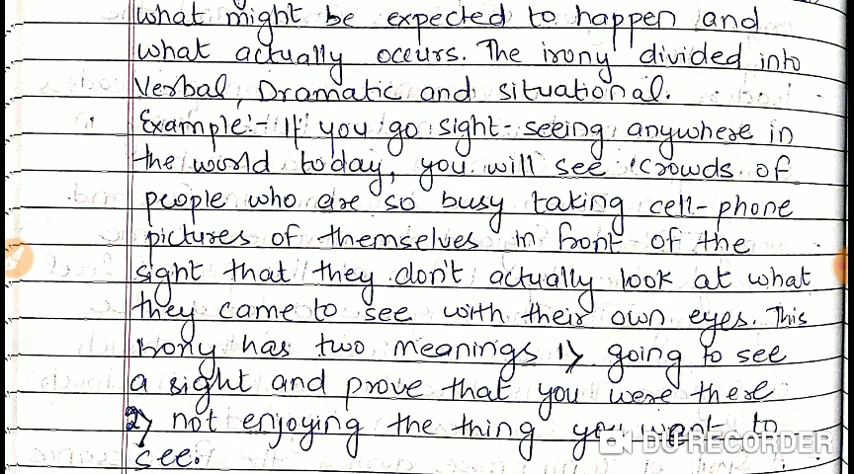 what might be expected to happen and
what actually occurs. The irony divided into
Verbal, Dramatic and situational.
Example:- If you go sight-seeing anywhere in
the world today, you will see crowds of
people who are so busy taking cell-phone
pictures of themselves in front of the
sight that they don't actually look at what
they came to see with their own eyes. This
irony has two meanings 1> going to see
a sight and prove that you were there
2> not enjoying the thing you went to
see.
DU RECORDER